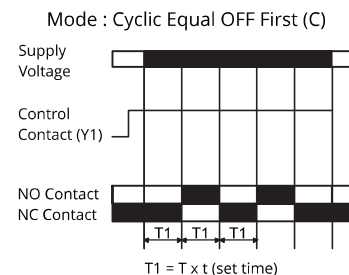 Mode : Cyclic Equal OFF First (C)
Supply
Voltage
Control
Contact (Y1)
NO Contact
NC Contact
T1 T1 T1
T1 = T x t (set time)